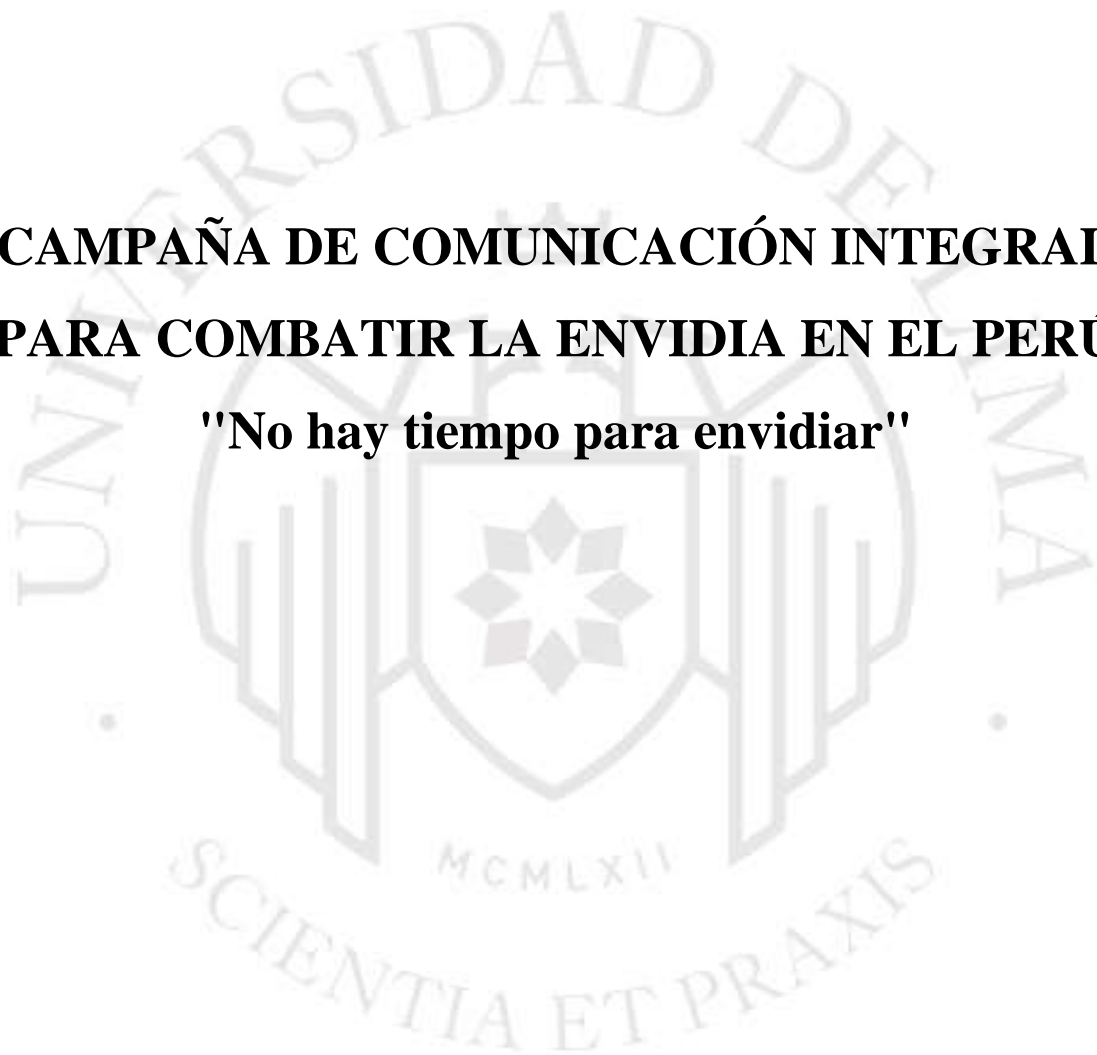 CAMPAÑA DE COMUNICACIÓN INTEGRAL
PARA COMBATIR LA ENVIDIA EN EL PERÚ
"No hay tiempo para envidiar"
UNIVERSIDAD DE LIMA
MCMLXII
SCIENTIA ET PRAXIS